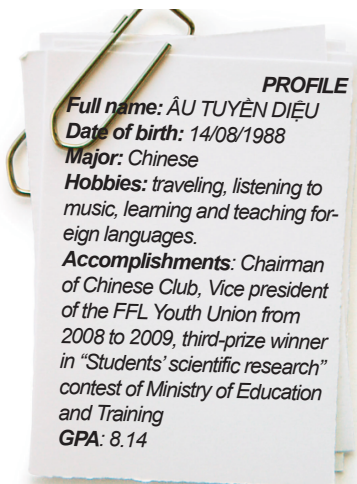 PROFILE
Full name: ÂU TUYỀN DIỆU
Date of birth: 14/08/1988
Major: Chinese
Hobbies: traveling, listening to
music, learning and teaching for-
eign languages.
Accomplishments: Chairman
of Chinese Club, Vice president
of the FFL Youth Union from
2008 to 2009, third-prize winner
in “Students’ scientific research”
contest of Ministry of Education
and Training
GPA: 8.14